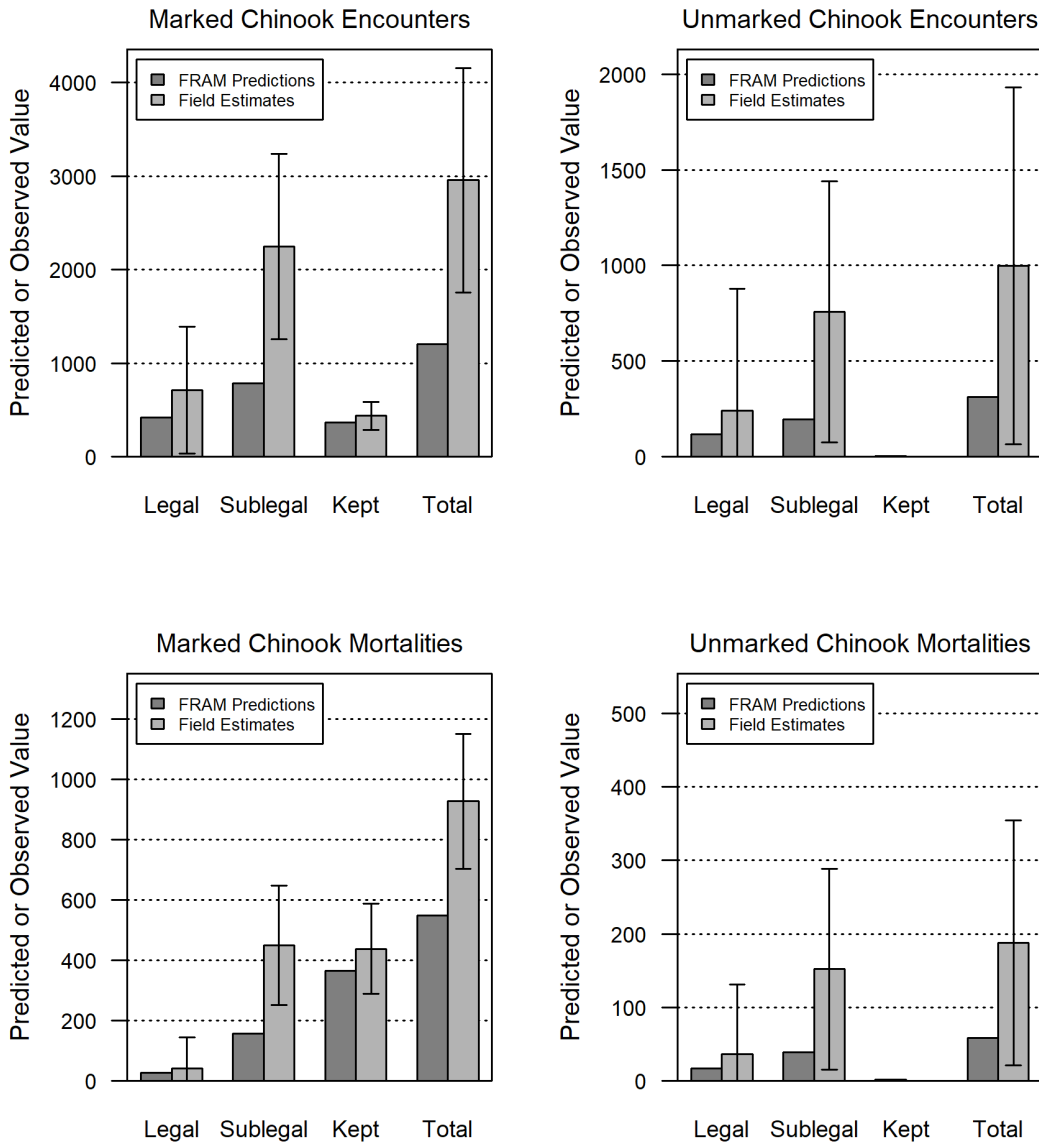 Marked Chinook Encounters
Predicted or Observed Value
4000
3000
2000
1000
0
FRAM Predictions
Field Estimates
Legal Sublegal Kept Total
Unmarked Chinook Encounters
Predicted or Observed Value
2000
1500
1000
500
0
FRAM Predictions
Field Estimates
Legal Sublegal Kept Total
Marked Chinook Mortalities
Predicted or Observed Value
1200
1000
800
600
400
200
0
FRAM Predictions
Field Estimates
Legal Sublegal Kept Total
Unmarked Chinook Mortalities
Predicted or Observed Value
500
400
300
200
100
0
FRAM Predictions
Field Estimates
Legal Sublegal Kept Total